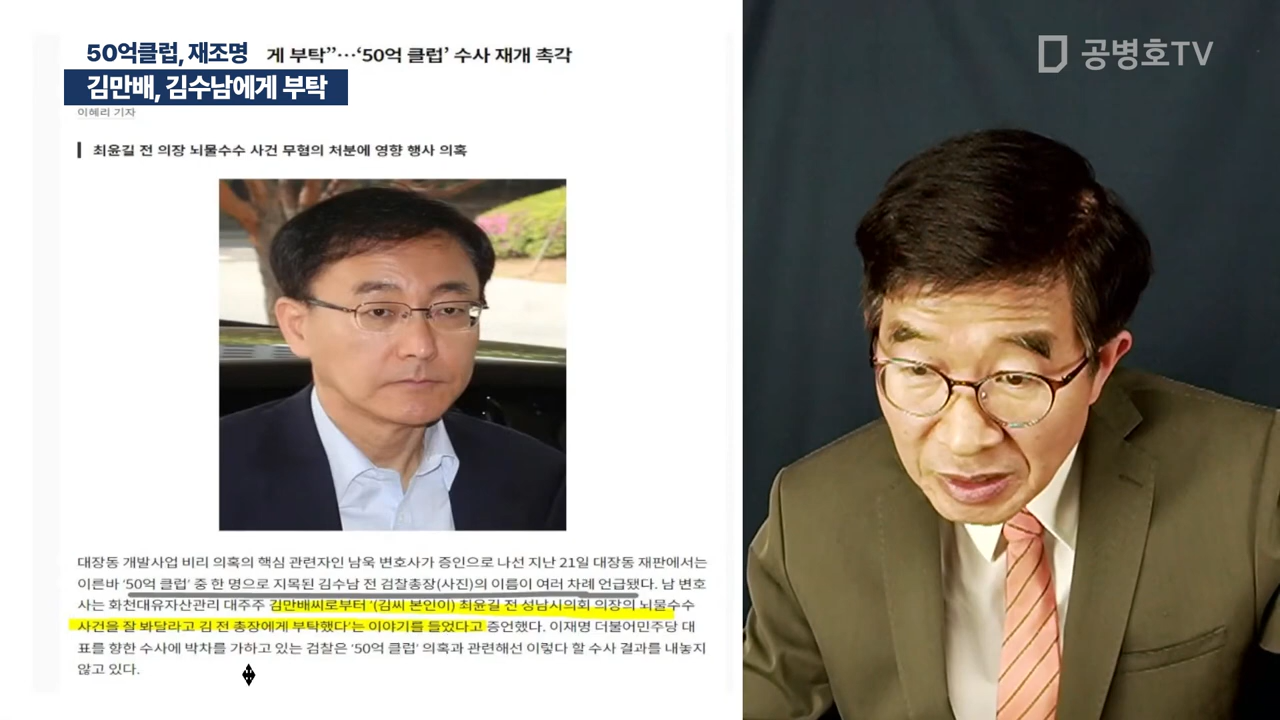 50억클럽, 재조명
김만배, 김수남에게 부탁
게 부탁”…‘50억 클럽’ 수사 재개 촉각
공병호TV
이혜리 기자
최윤길 전 의장 뇌물수수 사건 무혐의 처분에 영향 행사 의혹
대장동 개발사업 비리 의혹의 핵심 관련자인 남욱 변호사가 증인으로 나선 지난 21일 대장동 재판에서는
이른바 ‘50억 클럽’ 중 한 명으로 지목된 김수남 전 검찰총장(사진)의 이름이 여러 차례 언급됐다. 남 변호
사는 화천대유자산관리 대주주 김만배씨로부터 ‘(김씨 본인이) 최윤길 전 성남시의회 의장의 뇌물수수
사건을 잘 봐달라고 김 전 총장에게 부탁했다’는 이야기를 들었다고 증언했다. 이재명 더불어민주당 대
표를 향한 수사에 박차를 가하고 있는 검찰은 ‘50억 클럽’ 의혹과 관련해선 이렇다 할 수사 결과를 내놓지
않고 있다.